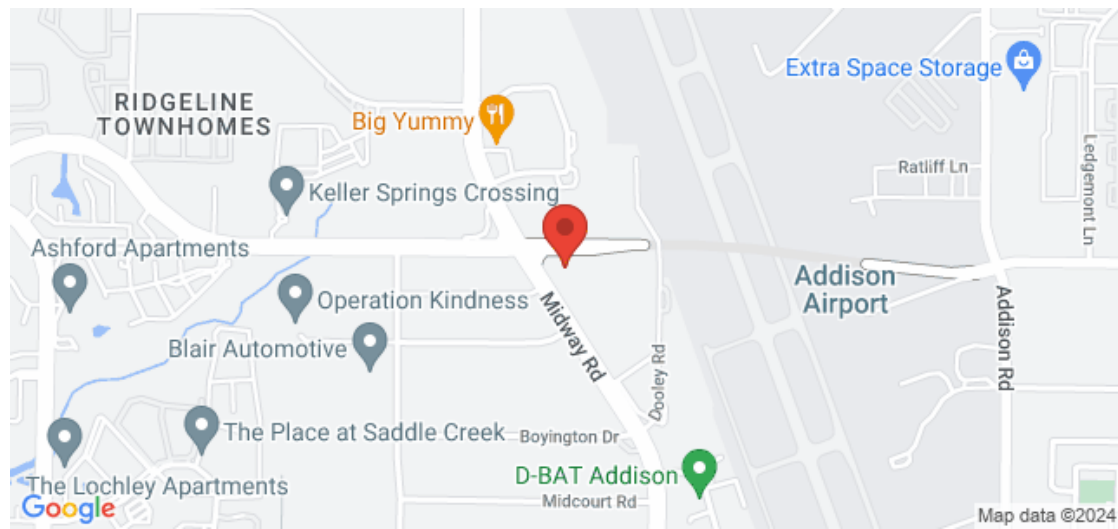 Extra Space Storage
RIDGELINE
TOWNHOMES
Big Yummy
Ratliff Ln
Ledgemont Ln
Keller Springs Crossing
Ashford Apartments
Addison
Airport
Operation Kindness
Midway Rd
Addison Rd
Blair Automotive
Dooley Rd
The Place at Saddle Creek
Boyington Dr
D-BAT Addison
The Lochley Apartments
Midcourt Rd
Google
Map data ©2024